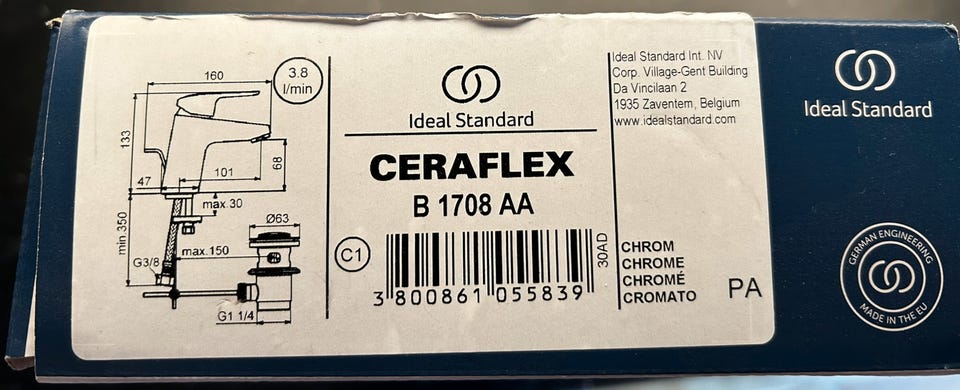 160
3.8
l/min
133
101
68
47
max.30
min.350
Ø63
max.150
G3/8
G1 1/4
Ideal Standard
CERAFLEX
B 1708 AA
C1
3 800861 055839
30AD
Ideal Standard Int. NV
Corp. Village-Gent Building
Da Vincilaan 2
1935 Zaventem, Belgium
www.idealstandard.com
CHROM
CHROME
CHROMÉ
CROMATO
PA
Ideal Standard
GERMAN ENGINEERING
MADE IN THE EU